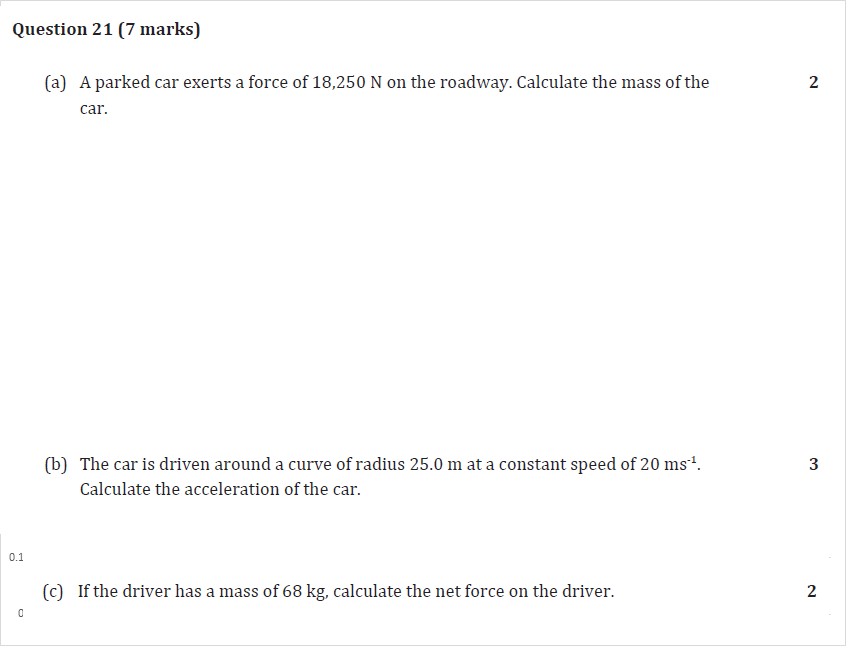 Question 21 (7 marks)
(a) A parked car exerts a force of 18,250 N on the roadway. Calculate the mass of the 2
car.
(b) The car is driven around a curve of radius 25.0 m at a constant speed of 20 ms⁻¹. 3
Calculate the acceleration of the car.
0.1
(c) If the driver has a mass of 68 kg, calculate the net force on the driver. 2
0